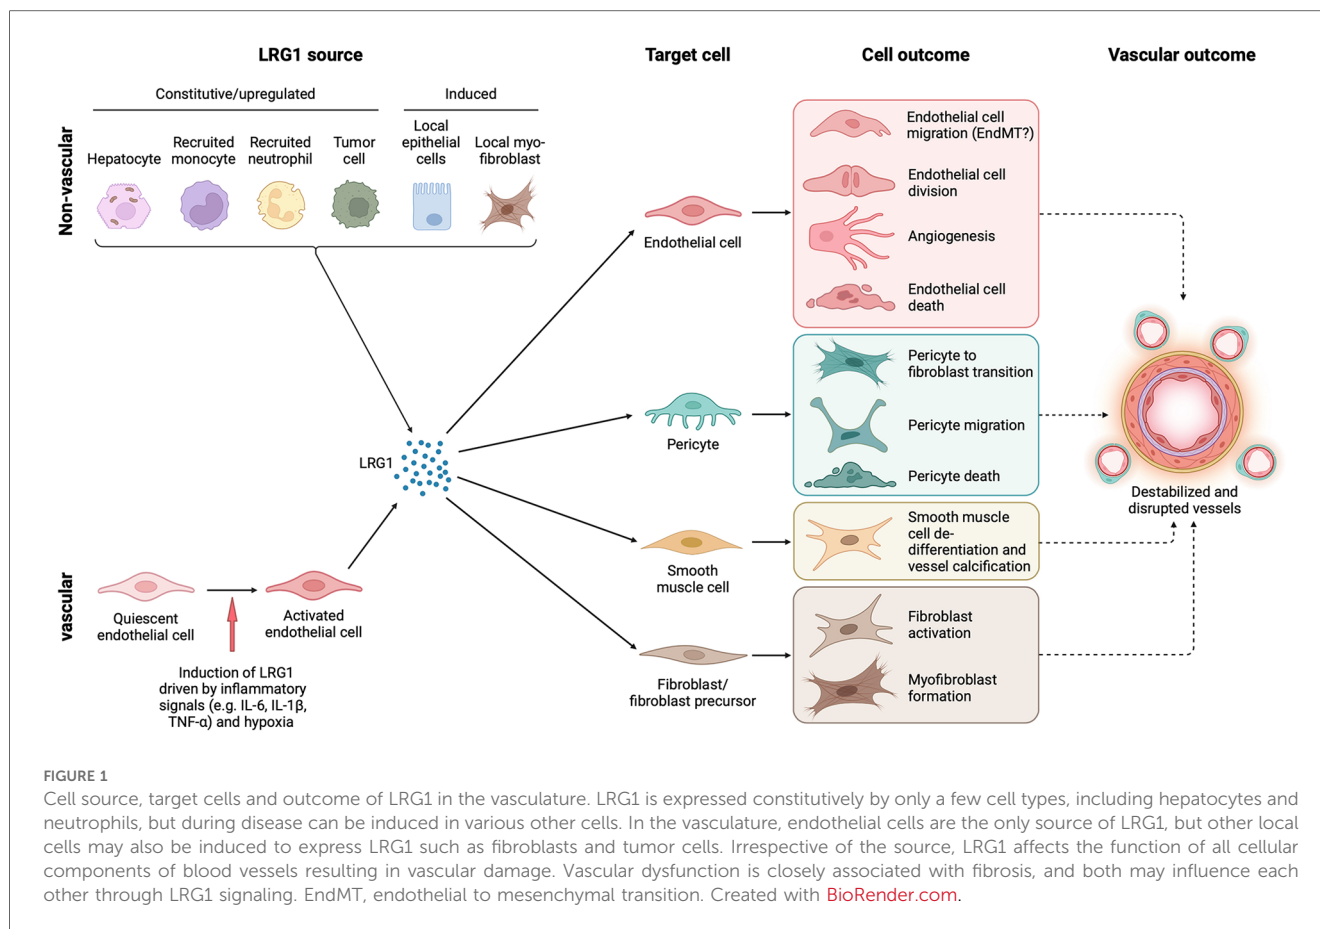 LRG1 source
Target cell
Cell outcome
Vascular outcome
Non-vascular
Constitutive/upregulated
Induced
Hepatocyte
Recruited
monocyte
Recruited
neutrophil
Tumor
cell
Local
epithelial
cells
Local myo-
fibroblast
LRG1
vascular
Quiescent
endothelial cell
Activated
endothelial cell
Induction of LRG1
driven by inflammatory
signals (e.g. IL-6, IL-1β,
TNF-α) and hypoxia
Endothelial cell
Pericyte
Smooth
muscle cell
Fibroblast/
fibroblast precursor
Endothelial cell
migration (EndMT?)
Endothelial cell
division
Angiogenesis
Endothelial cell
death
Pericyte to
fibroblast transition
Pericyte migration
Pericyte death
Smooth muscle
cell de-
differentiation and
vessel calcification
Fibroblast
activation
Myofibroblast
formation
Destabilized and
disrupted vessels
FIGURE 1
Cell source, target cells and outcome of LRG1 in the vasculature. LRG1 is expressed constitutively by only a few cell types, including hepatocytes and
neutrophils, but during disease can be induced in various other cells. In the vasculature, endothelial cells are the only source of LRG1, but other local
cells may also be induced to express LRG1 such as fibroblasts and tumor cells. Irrespective of the source, LRG1 affects the function of all cellular
components of blood vessels resulting in vascular damage. Vascular dysfunction is closely associated with fibrosis, and both may influence each
other through LRG1 signaling. EndMT, endothelial to mesenchymal transition. Created with BioRender.com.